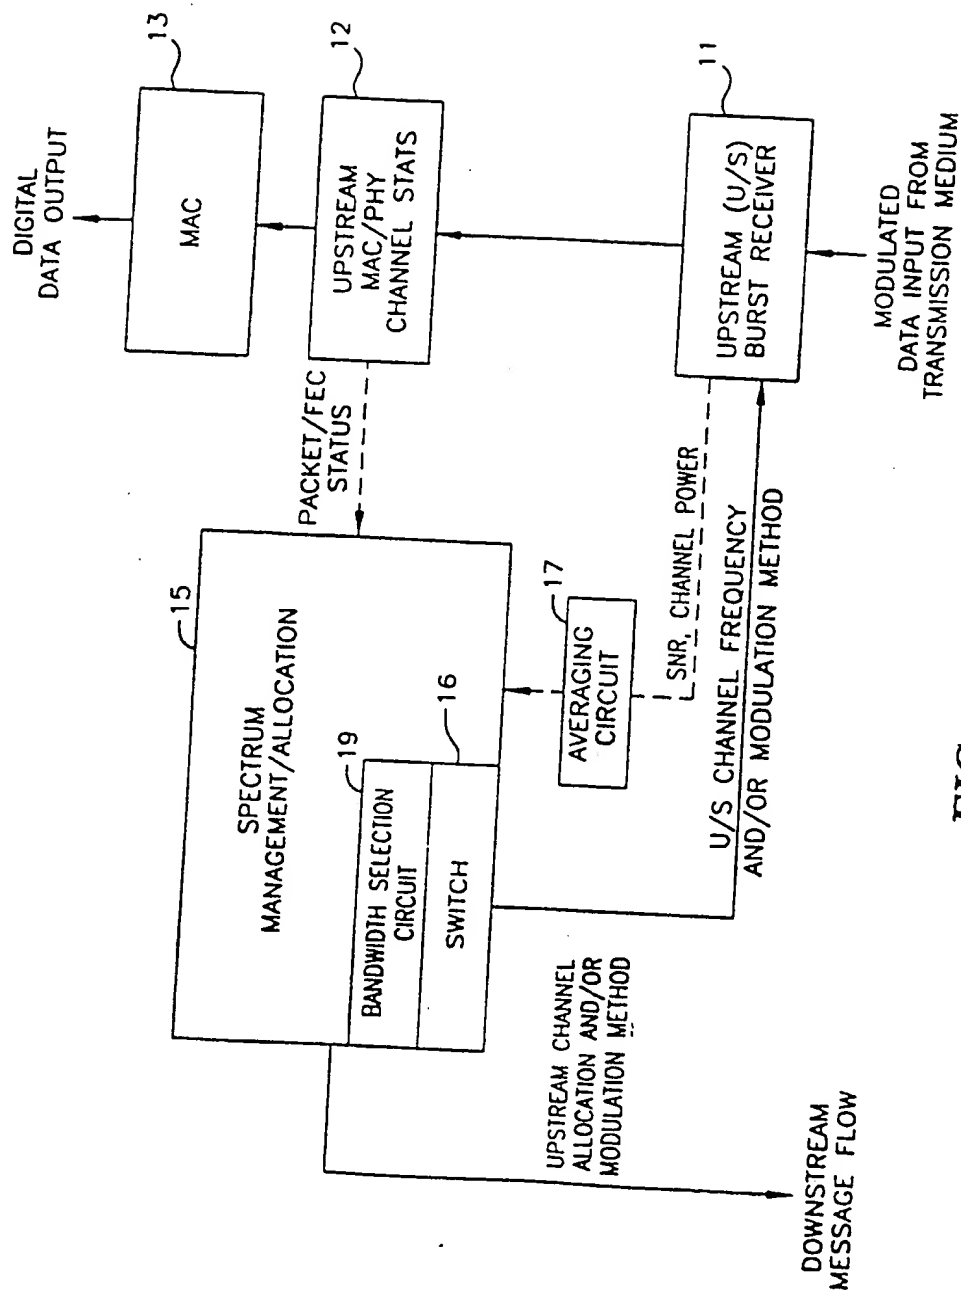 DIGITAL
DATA OUTPUT
13
MAC
12
UPSTREAM
MAC/PHY
CHANNEL STATS
PACKET/FEC
STATUS
11
UPSTREAM (U/S)
BURST RECEIVER
MODULATED
DATA INPUT FROM
TRANSMISSION MEDIUM
15
SPECTRUM
MANAGEMENT/ALLOCATION
19
BANDWIDTH SELECTION
CIRCUIT
16
SWITCH
17
AVERAGING
CIRCUIT
SNR, CHANNEL POWER
U/S CHANNEL FREQUENCY
AND/OR MODULATION METHOD
UPSTREAM CHANNEL
ALLOCATION AND/OR
MODULATION METHOD
DOWNSTREAM
MESSAGE FLOW